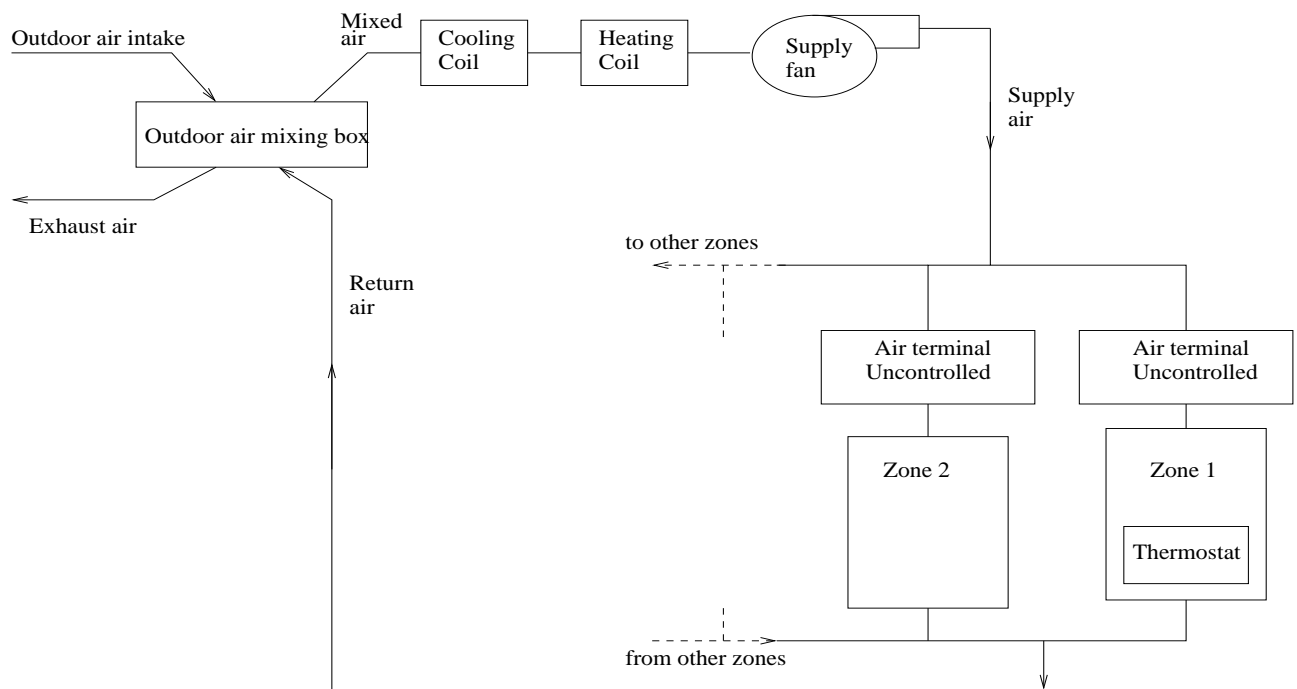 Outdoor air intake
Mixed
air
Cooling
Coil
Heating
Coil
Supply
fan
Supply
air
Outdoor air mixing box
Exhaust air
Return
air
to other zones
Air terminal
Uncontrolled
Air terminal
Uncontrolled
Zone 2
Zone 1
Thermostat
from other zones